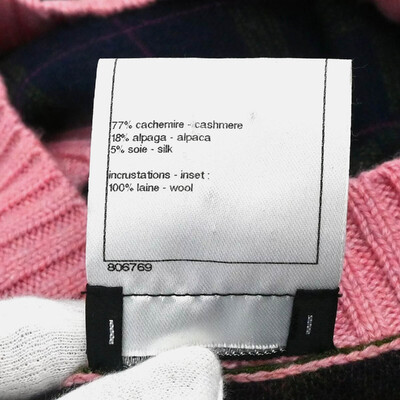 77% cachemire - cashmere
18% alpaga - alpaca
5% soie - silk
incrustations - inset :
100% laine - wool
806769